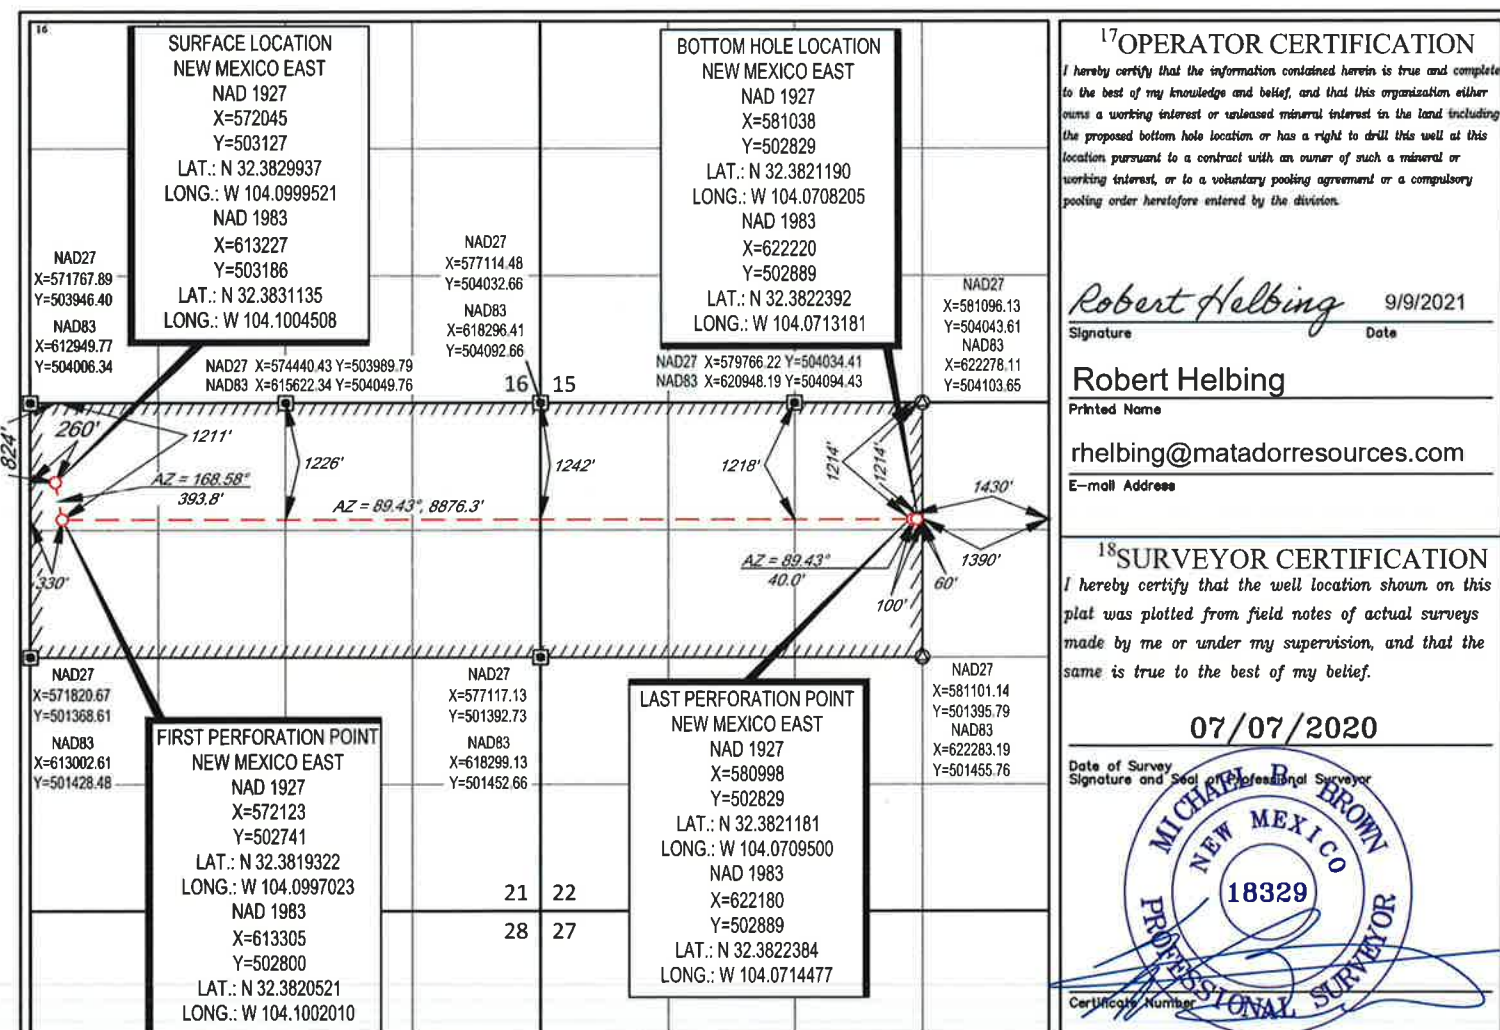 16
SURFACE LOCATION
NEW MEXICO EAST
NAD 1927
X=572045
Y=503127
LAT.: N 32.3829937
LONG.: W 104.0999521
NAD 1983
X=613227
Y=503186
LAT.: N 32.3831135
LONG.: W 104.1004508
BOTTOM HOLE LOCATION
NEW MEXICO EAST
NAD 1927
X=581038
Y=502829
LAT.: N 32.3821190
LONG.: W 104.0708205
NAD 1983
X=622220
Y=502889
LAT.: N 32.3822392
LONG.: W 104.0713181
NAD27
X=571767.89
Y=503946.40
NAD83
X=612949.77
Y=504006.34
NAD27
X=577114.48
Y=504032.66
NAD83
X=618296.41
Y=504092.66
NAD27
X=581096.13
Y=504043.61
NAD83
X=622278.11
Y=504103.65
NAD27 X=574440.43 Y=503989.79
NAD83 X=615622.34 Y=504049.76
NAD27 X=579766.22 Y=504034.41
NAD83 X=620948.19 Y=504094.43
16 15
824'
260'
1211'
1226'
1242'
1218'
1214'
1214'
1430'
AZ = 168.58°
393.8'
AZ = 89.43°, 8876.3'
AZ = 89.43°
40.0'
1390'
330'
100'
60'
NAD27
X=571820.67
Y=501368.61
NAD83
X=613002.61
Y=501428.48
NAD27
X=577117.13
Y=501392.73
NAD83
X=618299.13
Y=501452.66
NAD27
X=581101.14
Y=501395.79
NAD83
X=622283.19
Y=501455.76
FIRST PERFORATION POINT
NEW MEXICO EAST
NAD 1927
X=572123
Y=502741
LAT.: N 32.3819322
LONG.: W 104.0997023
NAD 1983
X=613305
Y=502800
LAT.: N 32.3820521
LONG.: W 104.1002010
LAST PERFORATION POINT
NEW MEXICO EAST
NAD 1927
X=580998
Y=502829
LAT.: N 32.3821181
LONG.: W 104.0709500
NAD 1983
X=622180
Y=502889
LAT.: N 32.3822384
LONG.: W 104.0714477
21 22
28 27
17 OPERATOR CERTIFICATION
I hereby certify that the information contained herein is true and complete
to the best of my knowledge and belief, and that this organization either
owns a working interest or unleased mineral interest in the land including
the proposed bottom hole location or has a right to drill this well at this
location pursuant to a contract with an owner of such a mineral or
working interest, or to a voluntary pooling agreement or a compulsory
pooling order heretofore entered by the division.
Robert Helbing 9/9/2021
Signature Date
Robert Helbing
Printed Name
rhelbing@matadorresources.com
E-mail Address
18 SURVEYOR CERTIFICATION
I hereby certify that the well location shown on this
plat was plotted from field notes of actual surveys
made by me or under my supervision, and that the
same is true to the best of my belief.
07/07/2020
Date of Survey
Signature and Seal of Professional Surveyor
MICHAEL B. BROWN
NEW MEXICO
18329
PROFESSIONAL SURVEYOR
Certificate Number